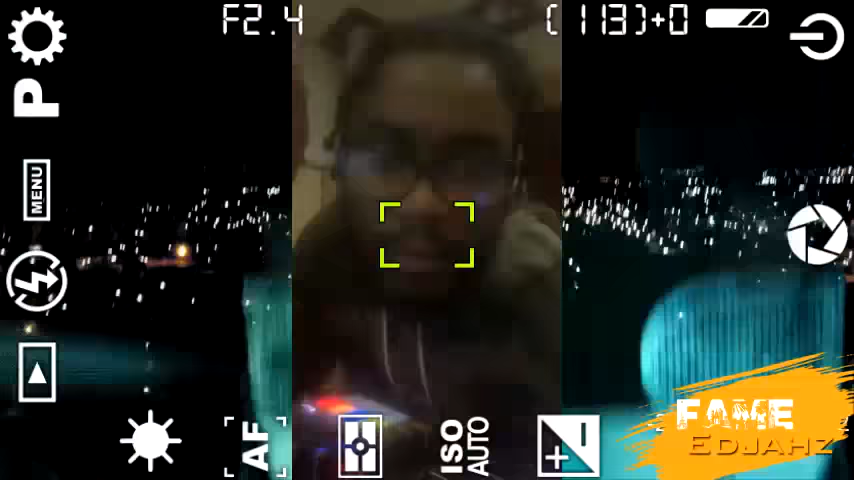 F2.4
(113)+0
P
MENU
AF
ISO
AUTO
FAME
EDJAHZ